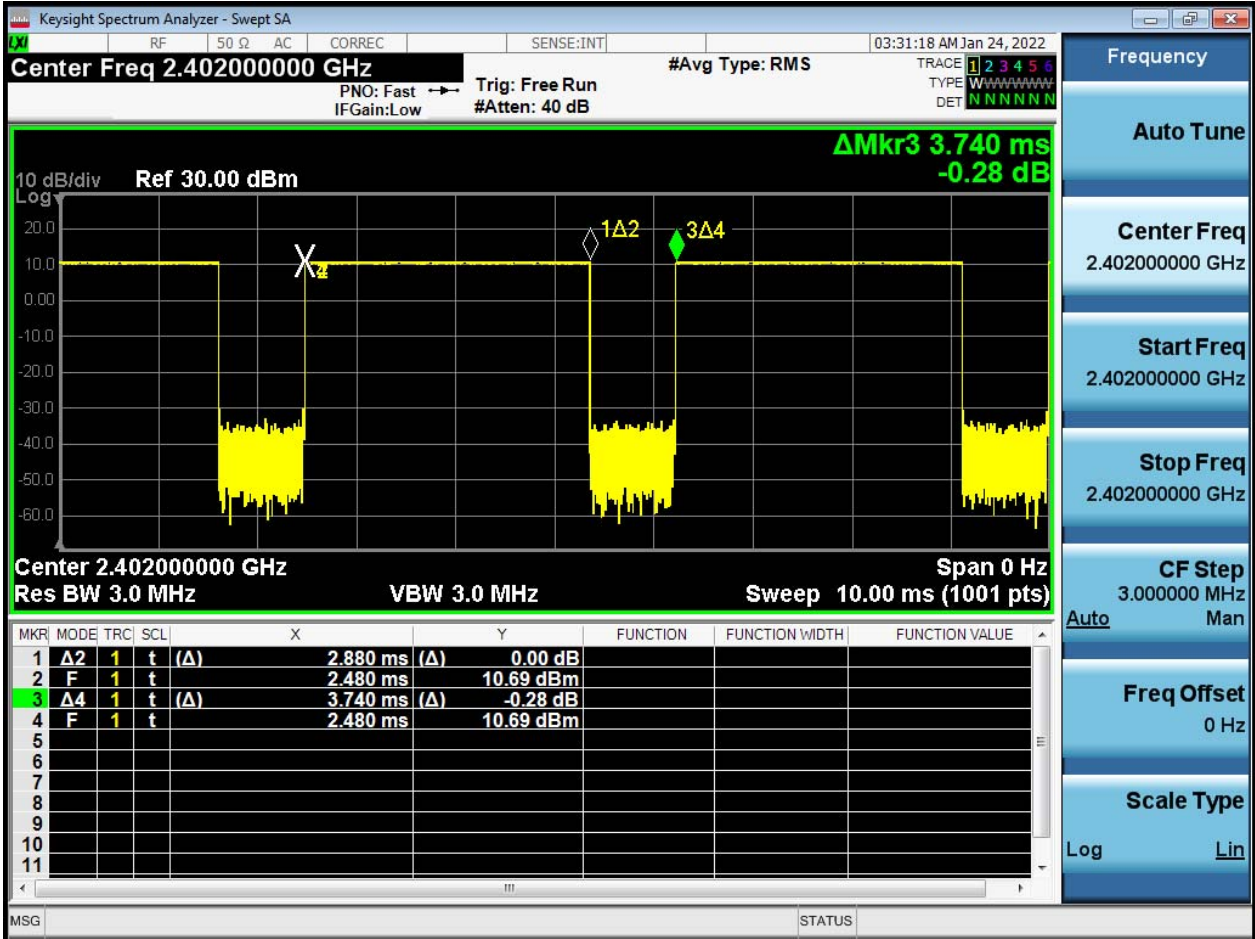 Keysight Spectrum Analyzer - Swept SA
LXI RF 50 Ω AC CORREC SENSE:INT 03:31:18 AM Jan 24, 2022
Center Freq 2.402000000 GHz
PNO: Fast
IFGain:Low
Trig: Free Run
#Atten: 40 dB
#Avg Type: RMS
TRACE 1 2 3 4 5 6
TYPE WWWWWW
DET N N N N N N
ΔMkr3 3.740 ms
-0.28 dB
10 dB/div Ref 30.00 dBm
Log
20.0
10.0
0.00
-10.0
-20.0
-30.0
-40.0
-50.0
-60.0
1Δ2
3Δ4
Center 2.402000000 GHz Span 0 Hz
Res BW 3.0 MHz VBW 3.0 MHz Sweep 10.00 ms (1001 pts)
MKR MODE TRC SCL X Y FUNCTION FUNCTION WIDTH FUNCTION VALUE
1 Δ2 1 t (Δ) 2.880 ms (Δ) 0.00 dB
2 F 1 t 2.480 ms 10.69 dBm
3 Δ4 1 t (Δ) 3.740 ms (Δ) -0.28 dB
4 F 1 t 2.480 ms 10.69 dBm
5
6
7
8
9
10
11
MSG STATUS
Frequency
Auto Tune
Center Freq
2.402000000 GHz
Start Freq
2.402000000 GHz
Stop Freq
2.402000000 GHz
CF Step
3.000000 MHz
Auto Man
Freq Offset
0 Hz
Scale Type
Log Lin